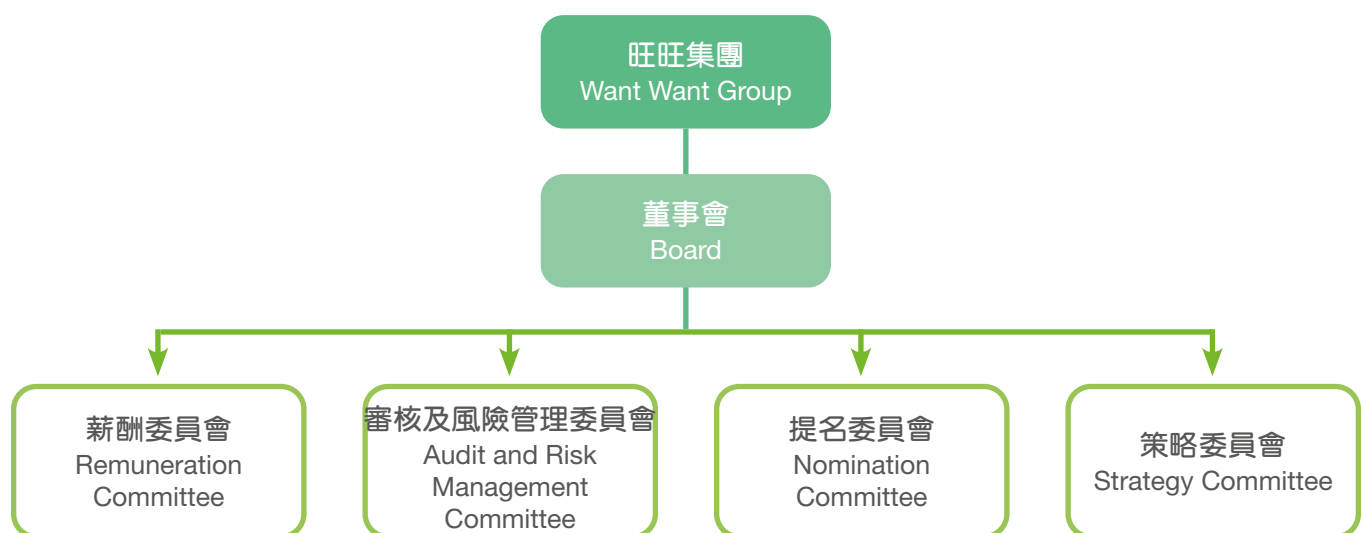 旺旺集團
Want Want Group
董事會
Board
薪酬委員會
Remuneration
Committee
審核及風險管理委員會
Audit and Risk
Management
Committee
提名委員會
Nomination
Committee
策略委員會
Strategy Committee